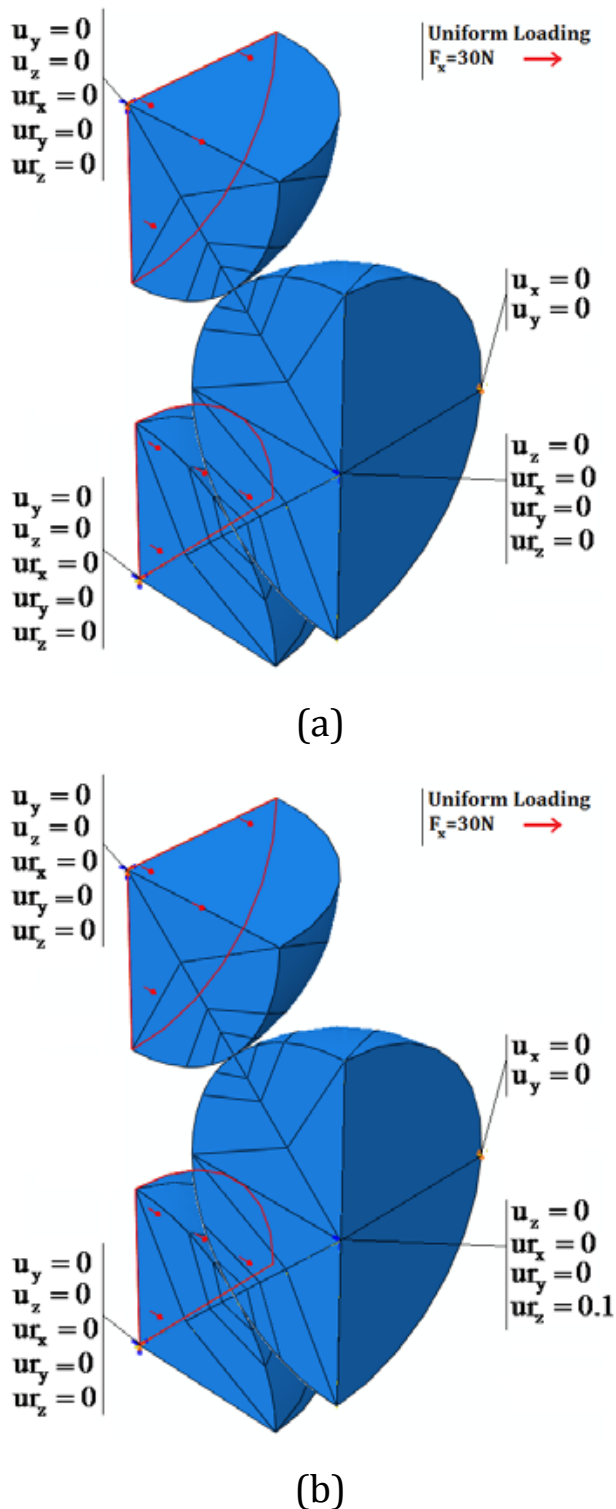 u_y = 0
u_z = 0
ur_x = 0
ur_y = 0
ur_z = 0
Uniform Loading
F_x=30N
u_x = 0
u_y = 0
u_z = 0
ur_x = 0
ur_y = 0
ur_z = 0
u_y = 0
u_z = 0
ur_x = 0
ur_y = 0
ur_z = 0
(a)
u_y = 0
u_z = 0
ur_x = 0
ur_y = 0
ur_z = 0
Uniform Loading
F_x=30N
u_x = 0
u_y = 0
u_z = 0
ur_x = 0
ur_y = 0
ur_z = 0.1
u_y = 0
u_z = 0
ur_x = 0
ur_y = 0
ur_z = 0
(b)